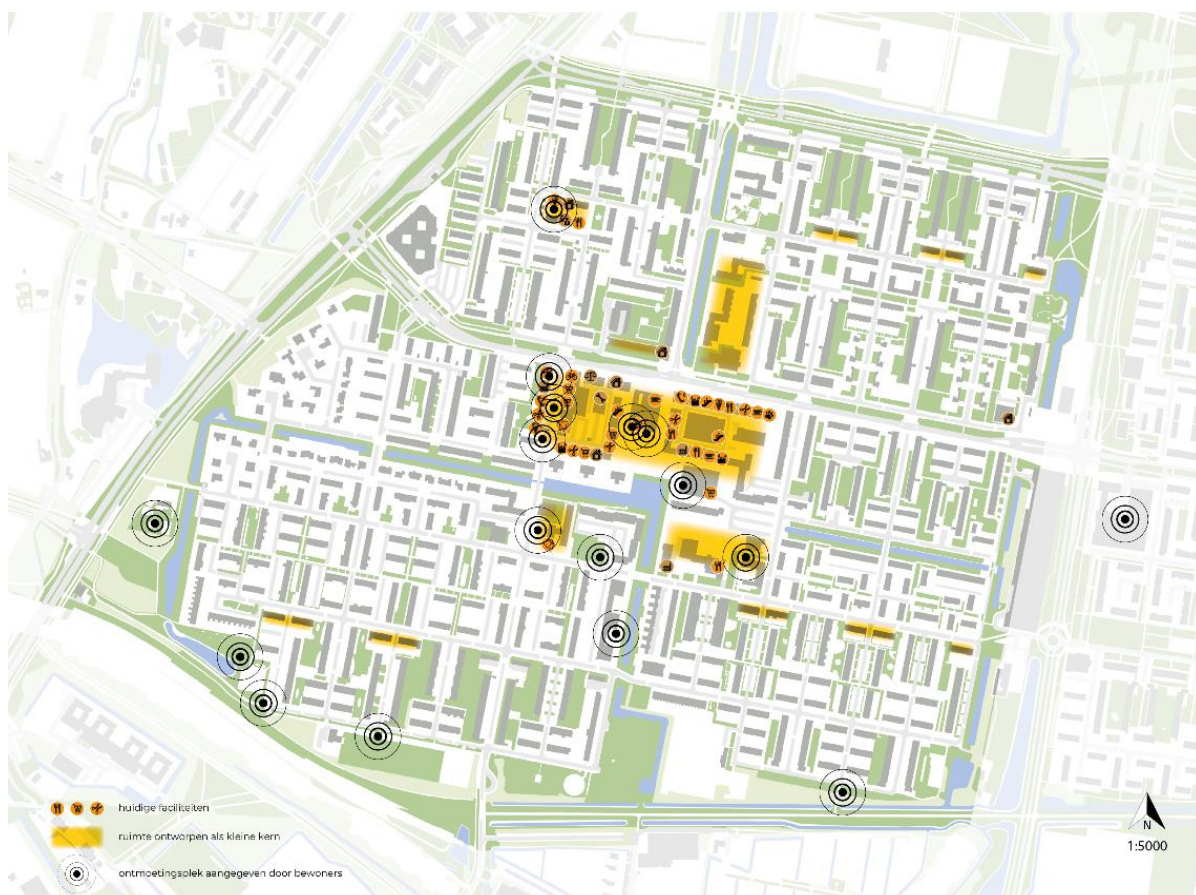 huidige faciliteiten
ruimte ontworpen als kleine kern
ontmoetingsplek aangegeven door bewoners
N
1:5000